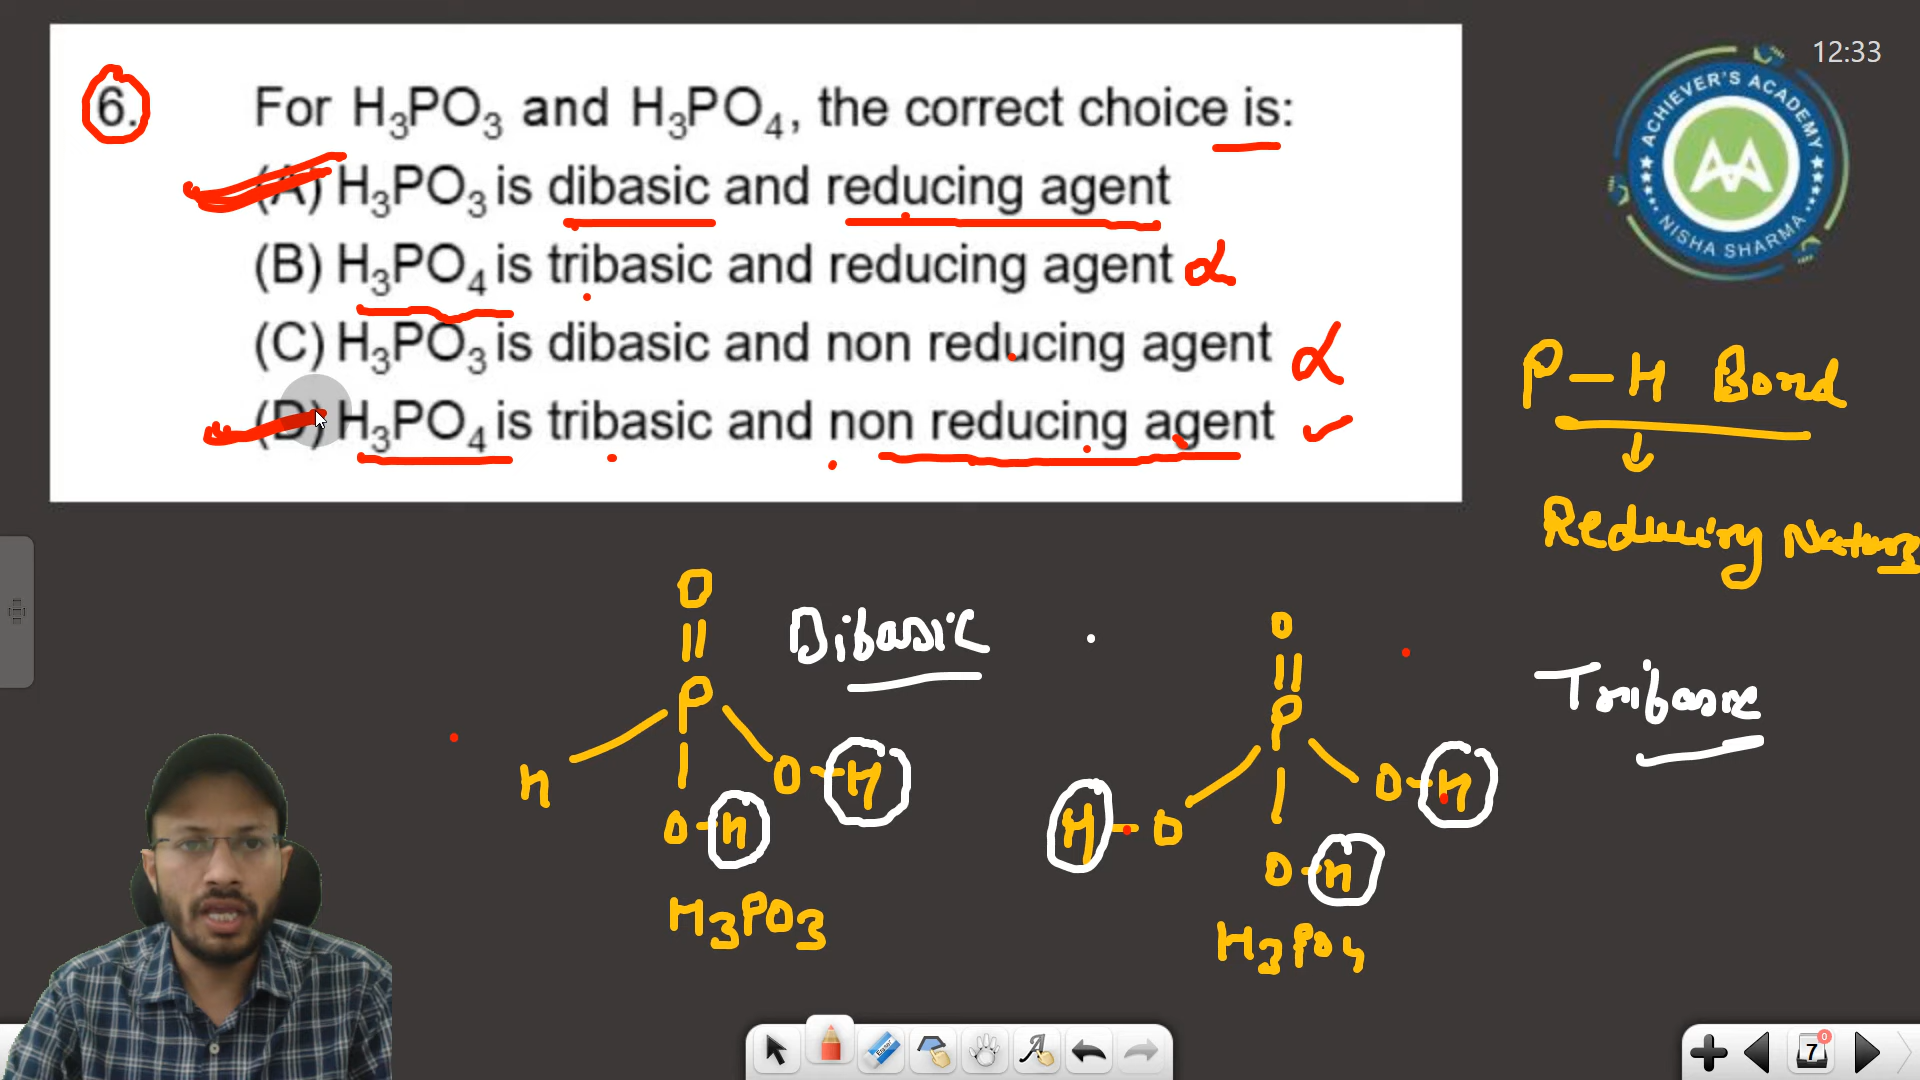 12:33
ACHIEVER'S ACADEMY
NISHA SHARMA
6. For H₃PO₃ and H₃PO₄, the correct choice is:
(A) H₃PO₃ is dibasic and reducing agent
(B) H₃PO₄ is tribasic and reducing agent
(C) H₃PO₃ is dibasic and non reducing agent
(D) H₃PO₄ is tribasic and non reducing agent
P–H Bond
Reducing Nature
O
Dibasic
O
P
P
Tribasic
H
O-H
O-H
O-H
H-O
O-H
H3PO3
H3PO4
7
0